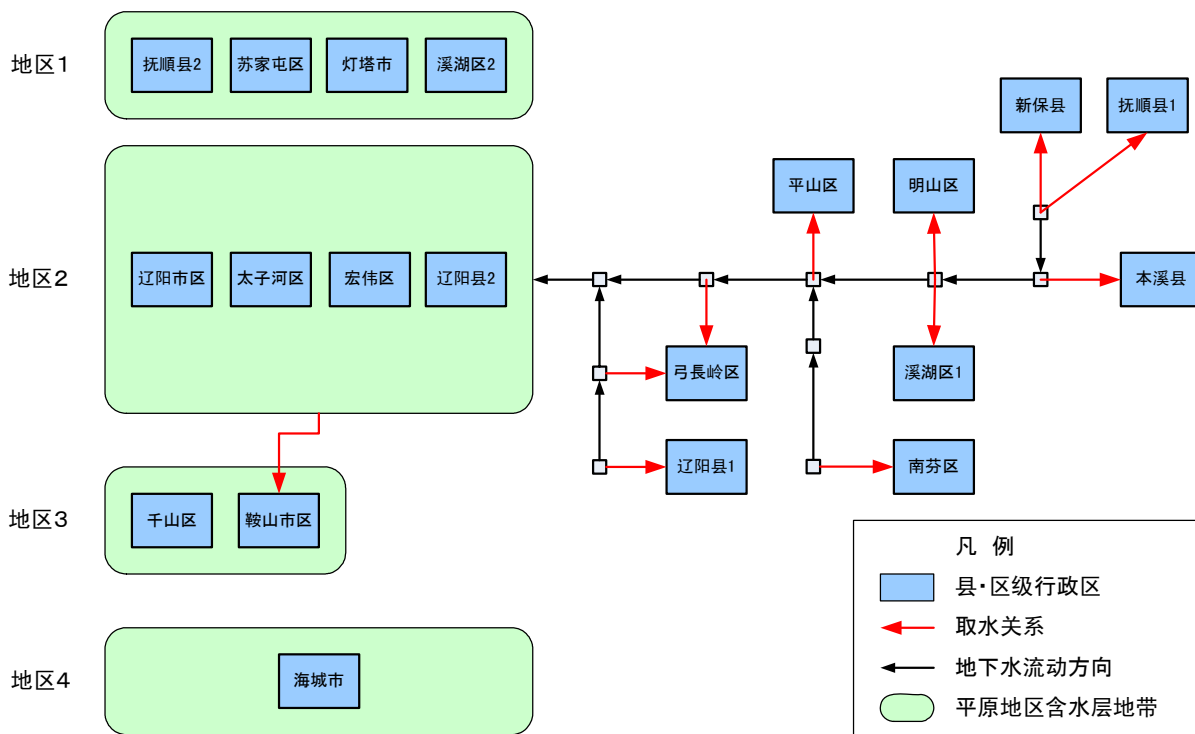 地区1
抚順县2
苏家屯区
灯塔市
溪湖区2
新保县
抚順县1
平山区
明山区
地区2
辽阳市区
太子河区
宏伟区
辽阳县2
本溪县
弓長岭区
溪湖区1
辽阳县1
南芬区
地区3
千山区
鞍山市区
地区4
海城市
凡 例
县･区级行政区
取水关系
地下水流动方向
平原地区含水层地带